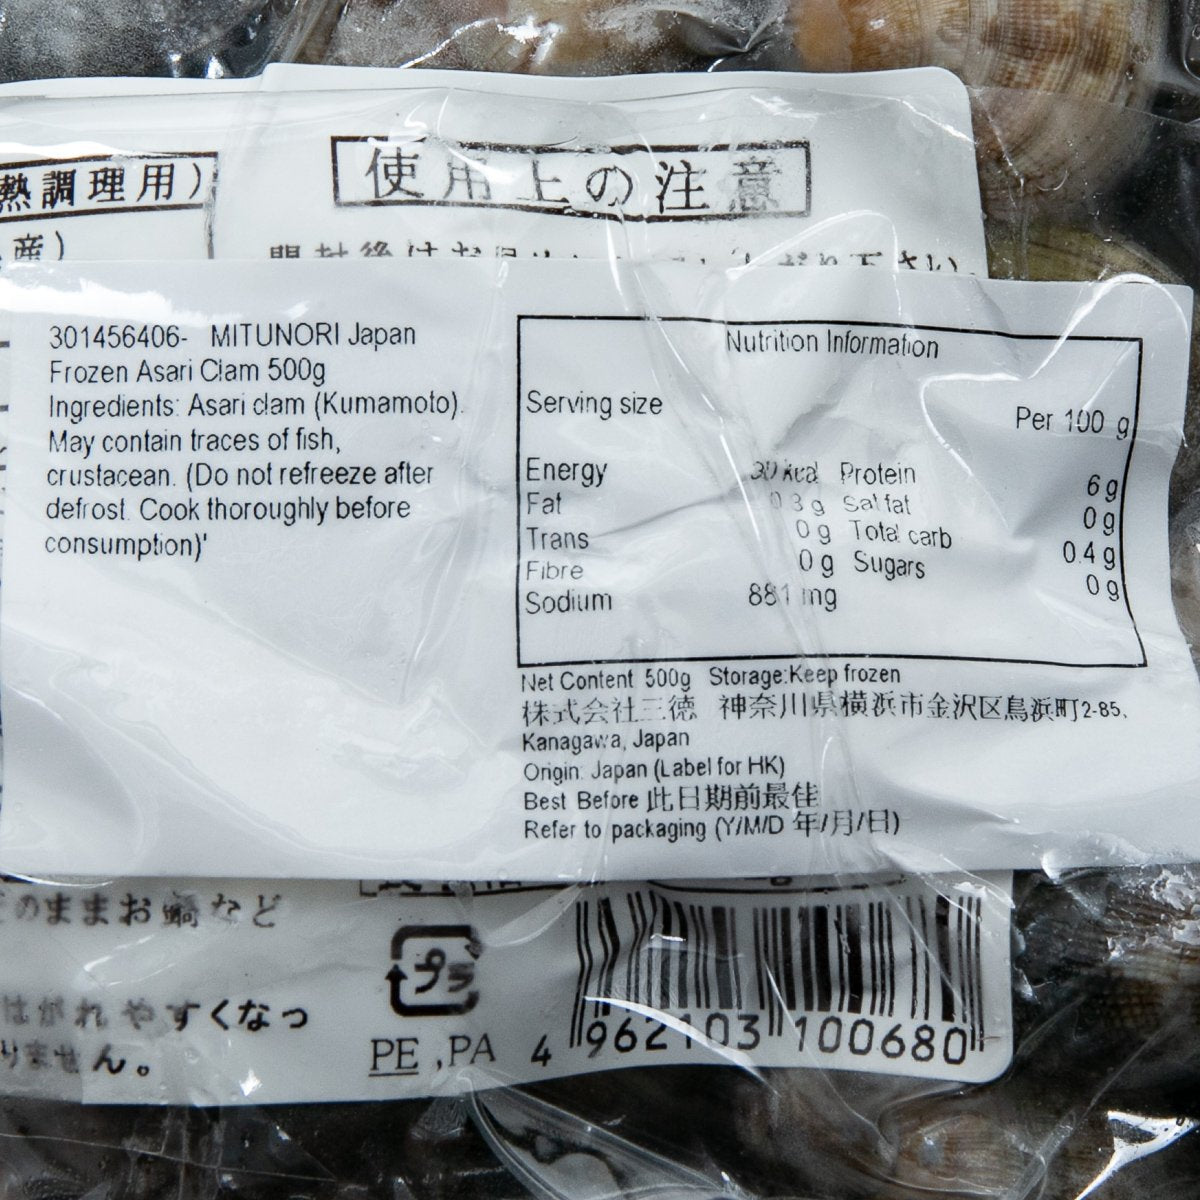 熱調理用)
産)
使用上の注意
301456406- MITUNORI Japan
Frozen Asari Clam 500g
Ingredients: Asari clam (Kumamoto).
May contain traces of fish,
crustacean. (Do not refreeze after
defrost. Cook thoroughly before
consumption)'
Nutrition Information
Serving size Per 100 g
Energy 30 kcal Protein 6 g
Fat 0.3 g Sat fat 0 g
Trans 0 g Total carb 0.4 g
Fibre 0 g Sugars 0 g
Sodium 881 mg
Net Content 500g Storage:Keep frozen
株式会社三徳 神奈川県横浜市金沢区鳥浜町2-85,
Kanagawa, Japan
Origin: Japan (Label for HK)
Best Before 此日期前最佳
Refer to packaging (Y/M/D 年/月/日)
のままお鍋など
はがれやすくなっ
りません。
プラ
PE,PA
4 962103 100680